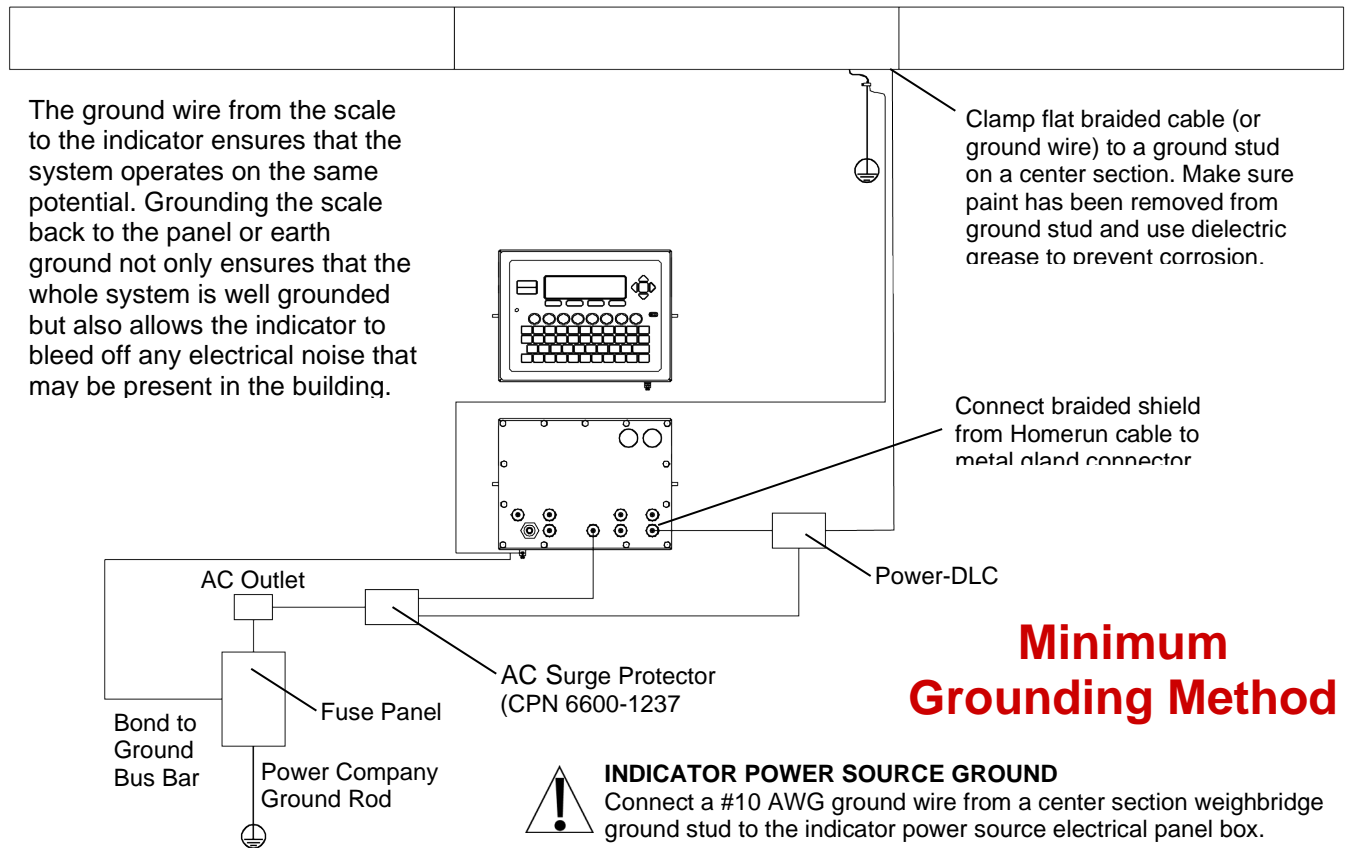 The ground wire from the scale
to the indicator ensures that the
system operates on the same
potential. Grounding the scale
back to the panel or earth
ground not only ensures that the
whole system is well grounded
but also allows the indicator to
bleed off any electrical noise that
may be present in the building.
Clamp flat braided cable (or
ground wire) to a ground stud
on a center section. Make sure
paint has been removed from
ground stud and use dielectric
grease to prevent corrosion.
Connect braided shield
from Homerun cable to
metal gland connector
Power-DLC
AC Outlet
AC Surge Protector
(CPN 6600-1237
Fuse Panel
Bond to
Ground
Bus Bar
Power Company
Ground Rod
Minimum
Grounding Method
INDICATOR POWER SOURCE GROUND
Connect a #10 AWG ground wire from a center section weighbridge
ground stud to the indicator power source electrical panel box.